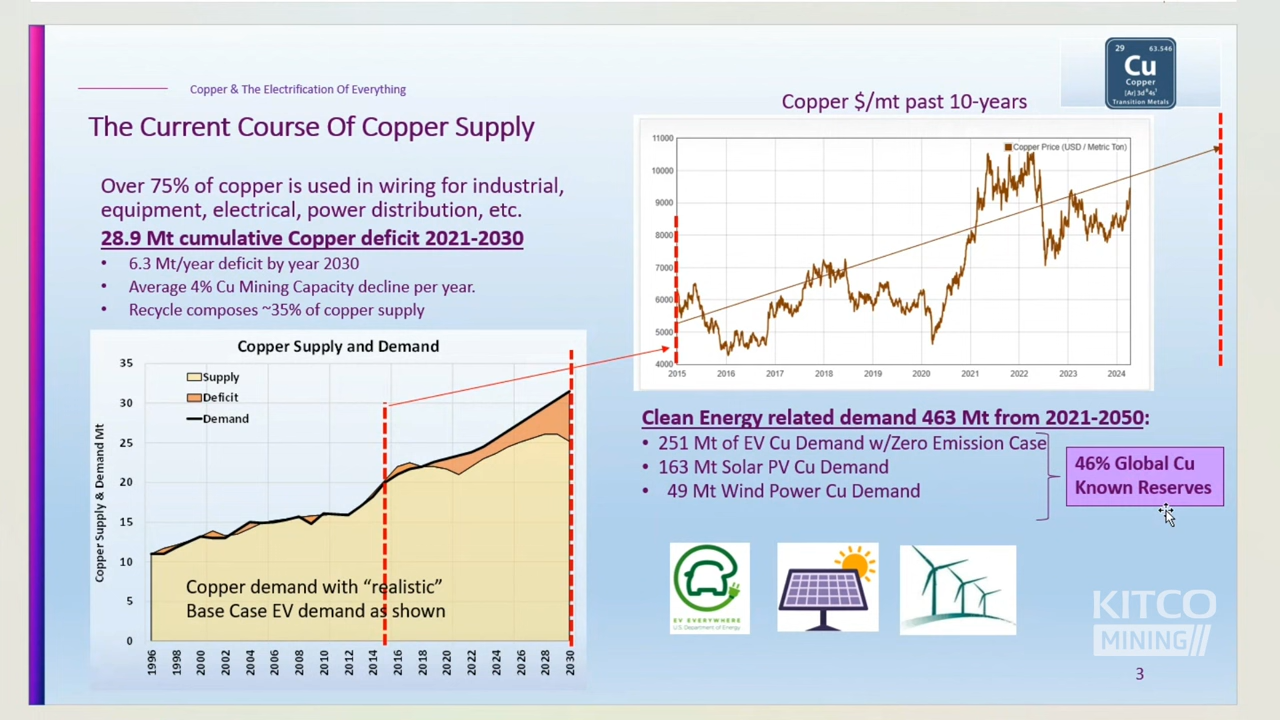 Copper & The Electrification Of Everything
The Current Course Of Copper Supply
Over 75% of copper is used in wiring for industrial,
equipment, electrical, power distribution, etc.
28.9 Mt cumulative Copper deficit 2021-2030
• 6.3 Mt/year deficit by year 2030
• Average 4% Cu Mining Capacity decline per year.
• Recycle composes ~35% of copper supply
Copper Supply and Demand
Copper Supply & Demand Mt
35
30
25
20
15
10
5
0
Supply
Deficit
Demand
Copper demand with “realistic”
Base Case EV demand as shown
1996 1998 2000 2002 2004 2006 2008 2010 2012 2014 2016 2018 2020 2022 2024 2026 2028 2030
29 63.546
Cu
Copper
[Ar] 3d¹⁰4s¹
Transition Metals
Copper $/mt past 10-years
Copper Price (USD / Metric Ton)
11000
10000
9000
8000
7000
6000
5000
4000
2015 2016 2017 2018 2019 2020 2021 2022 2023 2024
Clean Energy related demand 463 Mt from 2021-2050:
• 251 Mt of EV Cu Demand w/Zero Emission Case
• 163 Mt Solar PV Cu Demand
• 49 Mt Wind Power Cu Demand
46% Global Cu
Known Reserves
EV EVERYWHERE
U.S. Department of Energy
KITCO
MINING//
3